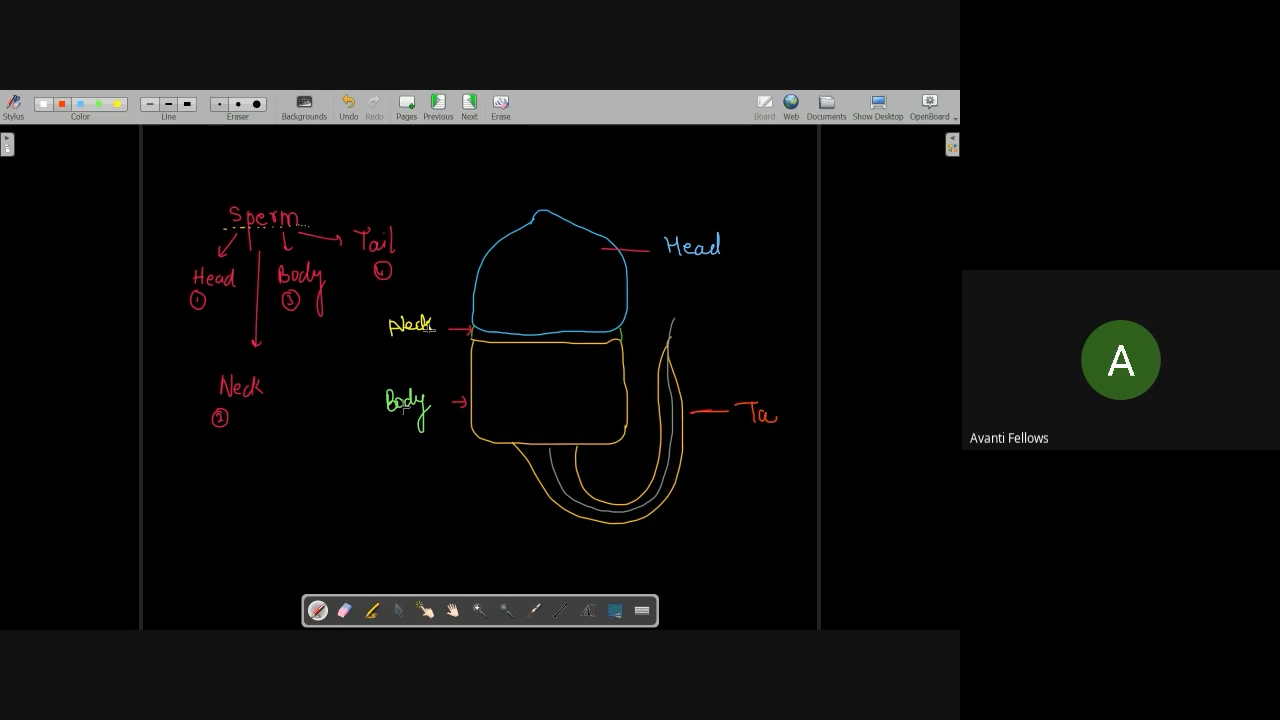 Stylus
Color
Line
Eraser
Backgrounds
Undo
Redo
Pages
Previous
Next
Erase
Board
Web
Documents
Show Desktop
OpenBoard
Sperm
Head
1
Body
3
Tail
4
Neck
2
Head
Neck
Body
Ta
A
Avanti Fellows